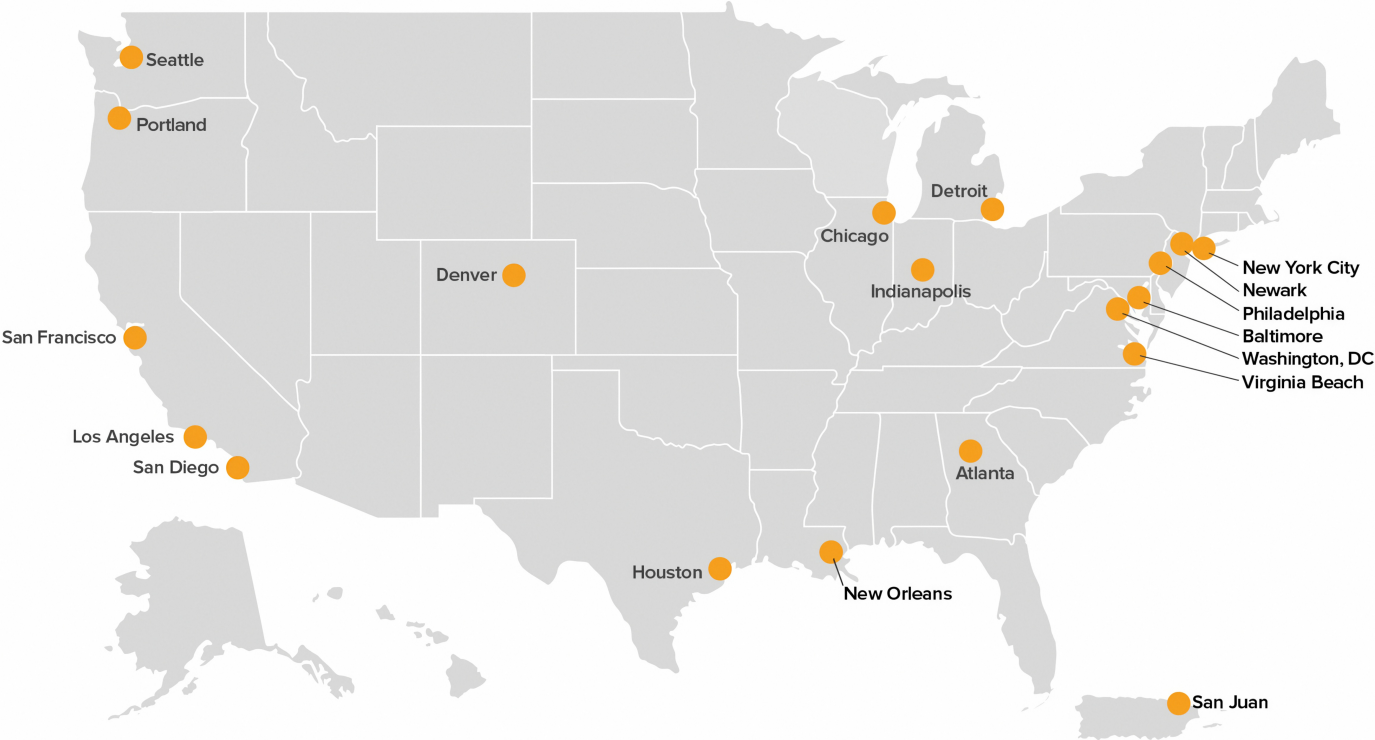 Seattle
Portland
Detroit
Chicago
New York City
Denver
Indianapolis
Newark
Philadelphia
San Francisco
Baltimore
Washington, DC
Virginia Beach
Los Angeles
San Diego
Atlanta
Houston
New Orleans
San Juan